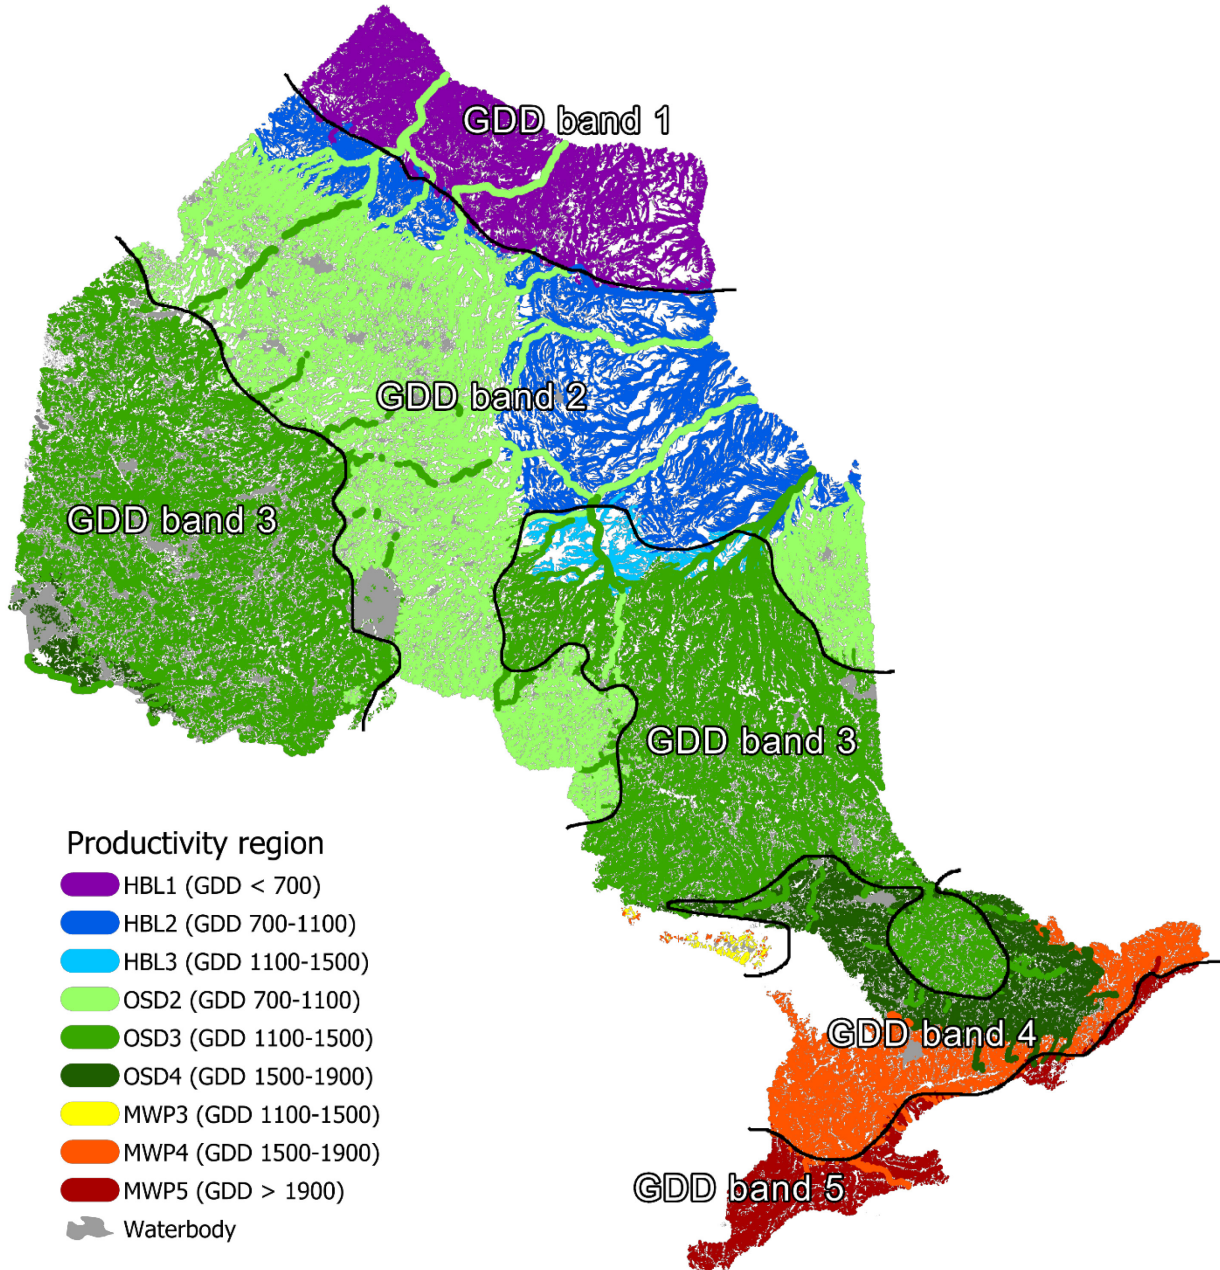 GDD band 1
GDD band 2
GDD band 3
GDD band 3
Productivity region
HBL1 (GDD < 700)
HBL2 (GDD 700-1100)
HBL3 (GDD 1100-1500)
OSD2 (GDD 700-1100)
OSD3 (GDD 1100-1500)
OSD4 (GDD 1500-1900)
MWP3 (GDD 1100-1500)
MWP4 (GDD 1500-1900)
MWP5 (GDD > 1900)
Waterbody
GDD band 4
GDD band 5